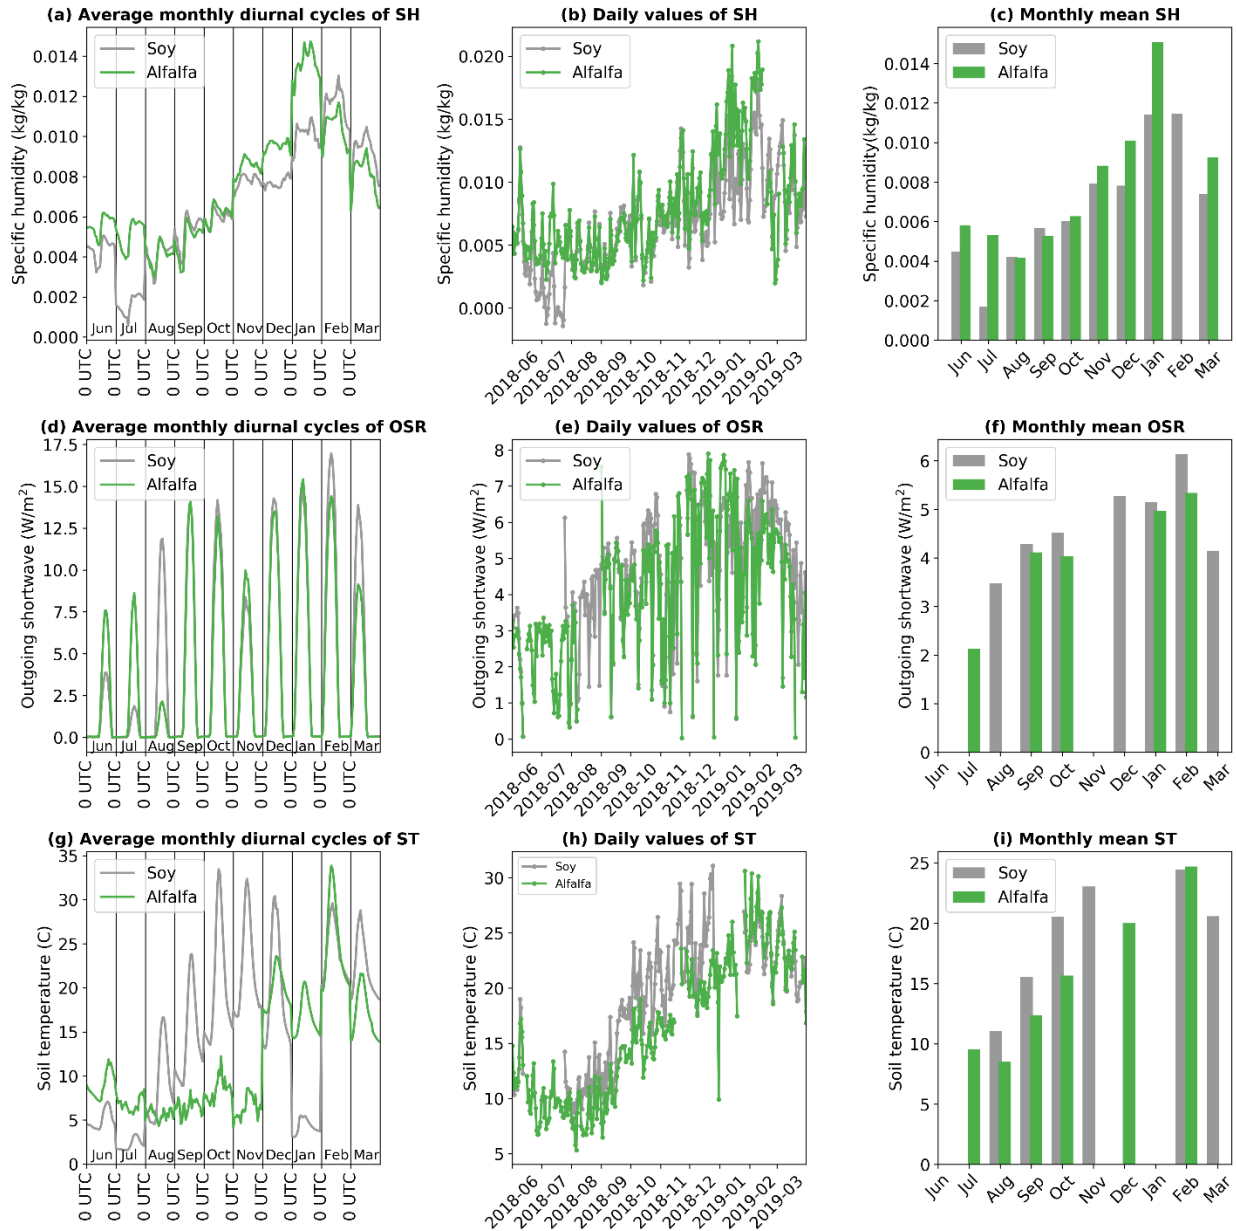 (a) Average monthly diurnal cycles of SH
Specific humidity (kg/kg)
0.014
0.012
0.010
0.008
0.006
0.004
0.002
0.000
Soy
Alfalfa
Jun Jul Aug Sep Oct Nov Dec Jan Feb Mar
0 UTC 0 UTC 0 UTC 0 UTC 0 UTC 0 UTC 0 UTC 0 UTC 0 UTC 0 UTC
(b) Daily values of SH
Specific humidity (kg/kg)
0.020
0.015
0.010
0.005
0.000
Soy
Alfalfa
2018-06 2018-07 2018-08 2018-09 2018-10 2018-11 2018-12 2019-01 2019-02 2019-03
(c) Monthly mean SH
Specific humidity(kg/kg)
0.014
0.012
0.010
0.008
0.006
0.004
0.002
0.000
Soy
Alfalfa
Jun Jul Aug Sep Oct Nov Dec Jan Feb Mar
(d) Average monthly diurnal cycles of OSR
Outgoing shortwave (W/m²)
17.5
15.0
12.5
10.0
7.5
5.0
2.5
0.0
Soy
Alfalfa
Jun Jul Aug Sep Oct Nov Dec Jan Feb Mar
0 UTC 0 UTC 0 UTC 0 UTC 0 UTC 0 UTC 0 UTC 0 UTC 0 UTC 0 UTC
(e) Daily values of OSR
Outgoing shortwave (W/m²)
8
7
6
5
4
3
2
1
0
Soy
Alfalfa
2018-06 2018-07 2018-08 2018-09 2018-10 2018-11 2018-12 2019-01 2019-02 2019-03
(f) Monthly mean OSR
Outgoing shortwave (W/m²)
6
5
4
3
2
1
0
Soy
Alfalfa
Jun Jul Aug Sep Oct Nov Dec Jan Feb Mar
(g) Average monthly diurnal cycles of ST
Soil temperature (C)
35
30
25
20
15
10
5
0
Soy
Alfalfa
Jun Jul Aug Sep Oct Nov Dec Jan Feb Mar
0 UTC 0 UTC 0 UTC 0 UTC 0 UTC 0 UTC 0 UTC 0 UTC 0 UTC 0 UTC
(h) Daily values of ST
Soil temperature (C)
30
25
20
15
10
5
Soy
Alfalfa
2018-06 2018-07 2018-08 2018-09 2018-10 2018-11 2018-12 2019-01 2019-02 2019-03
(i) Monthly mean ST
Soil temperature (C)
25
20
15
10
5
0
Soy
Alfalfa
Jun Jul Aug Sep Oct Nov Dec Jan Feb Mar